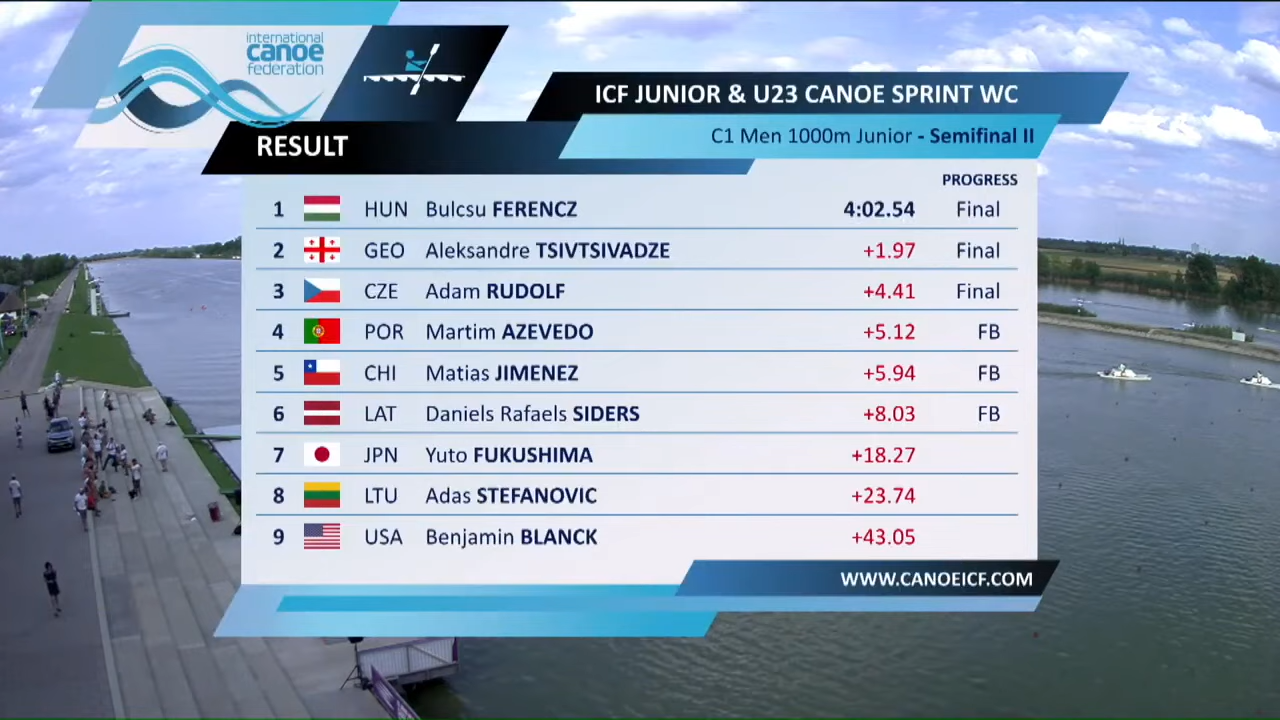 international
canoe
federation
ICF JUNIOR & U23 CANOE SPRINT WC
C1 Men 1000m Junior - Semifinal II
RESULT
PROGRESS
1 HUN Bulcsu FERENCZ 4:02.54 Final
2 GEO Aleksandre TSIVTSIVADZE +1.97 Final
3 CZE Adam RUDOLF +4.41 Final
4 POR Martim AZEVEDO +5.12 FB
5 CHI Matias JIMENEZ +5.94 FB
6 LAT Daniels Rafaels SIDERS +8.03 FB
7 JPN Yuto FUKUSHIMA +18.27
8 LTU Adas STEFANOVIC +23.74
9 USA Benjamin BLANCK +43.05
WWW.CANOEICF.COM